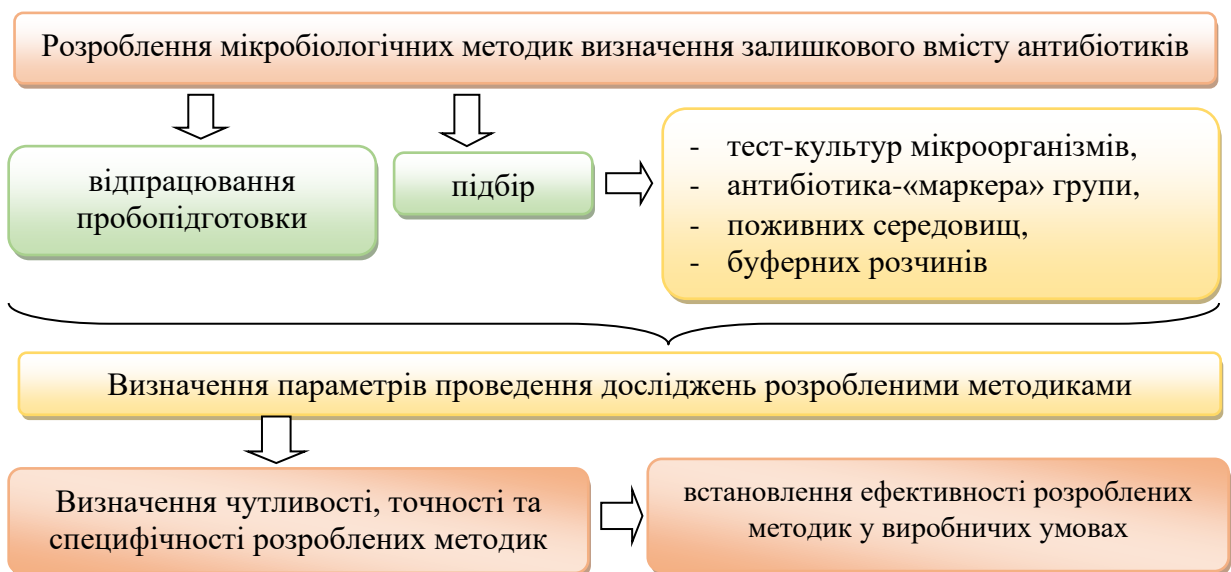 Розроблення мікробіологічних методик визначення залишкового вмісту антибіотиків
відпрацювання
пробопідготовки
підбір
- тест-культур мікроорганізмів,
- антибіотика-«маркера» групи,
- поживних середовищ,
- буферних розчинів
Визначення параметрів проведення досліджень розробленими методиками
Визначення чутливості, точності та
специфічності розроблених методик
встановлення ефективності розроблених
методик у виробничих умовах